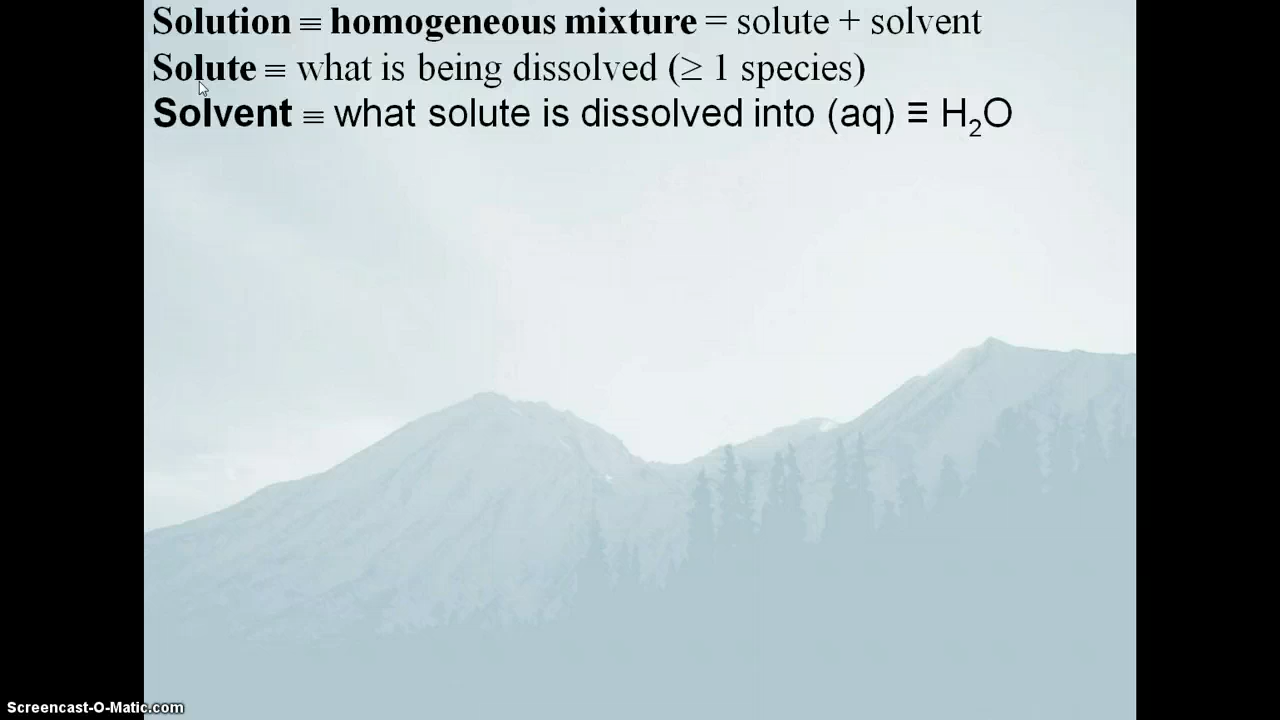 Solution ≡ homogeneous mixture = solute + solvent
Solute ≡ what is being dissolved (≥ 1 species)
Solvent ≡ what solute is dissolved into (aq) ≡ H₂O
Screencast-O-Matic.com